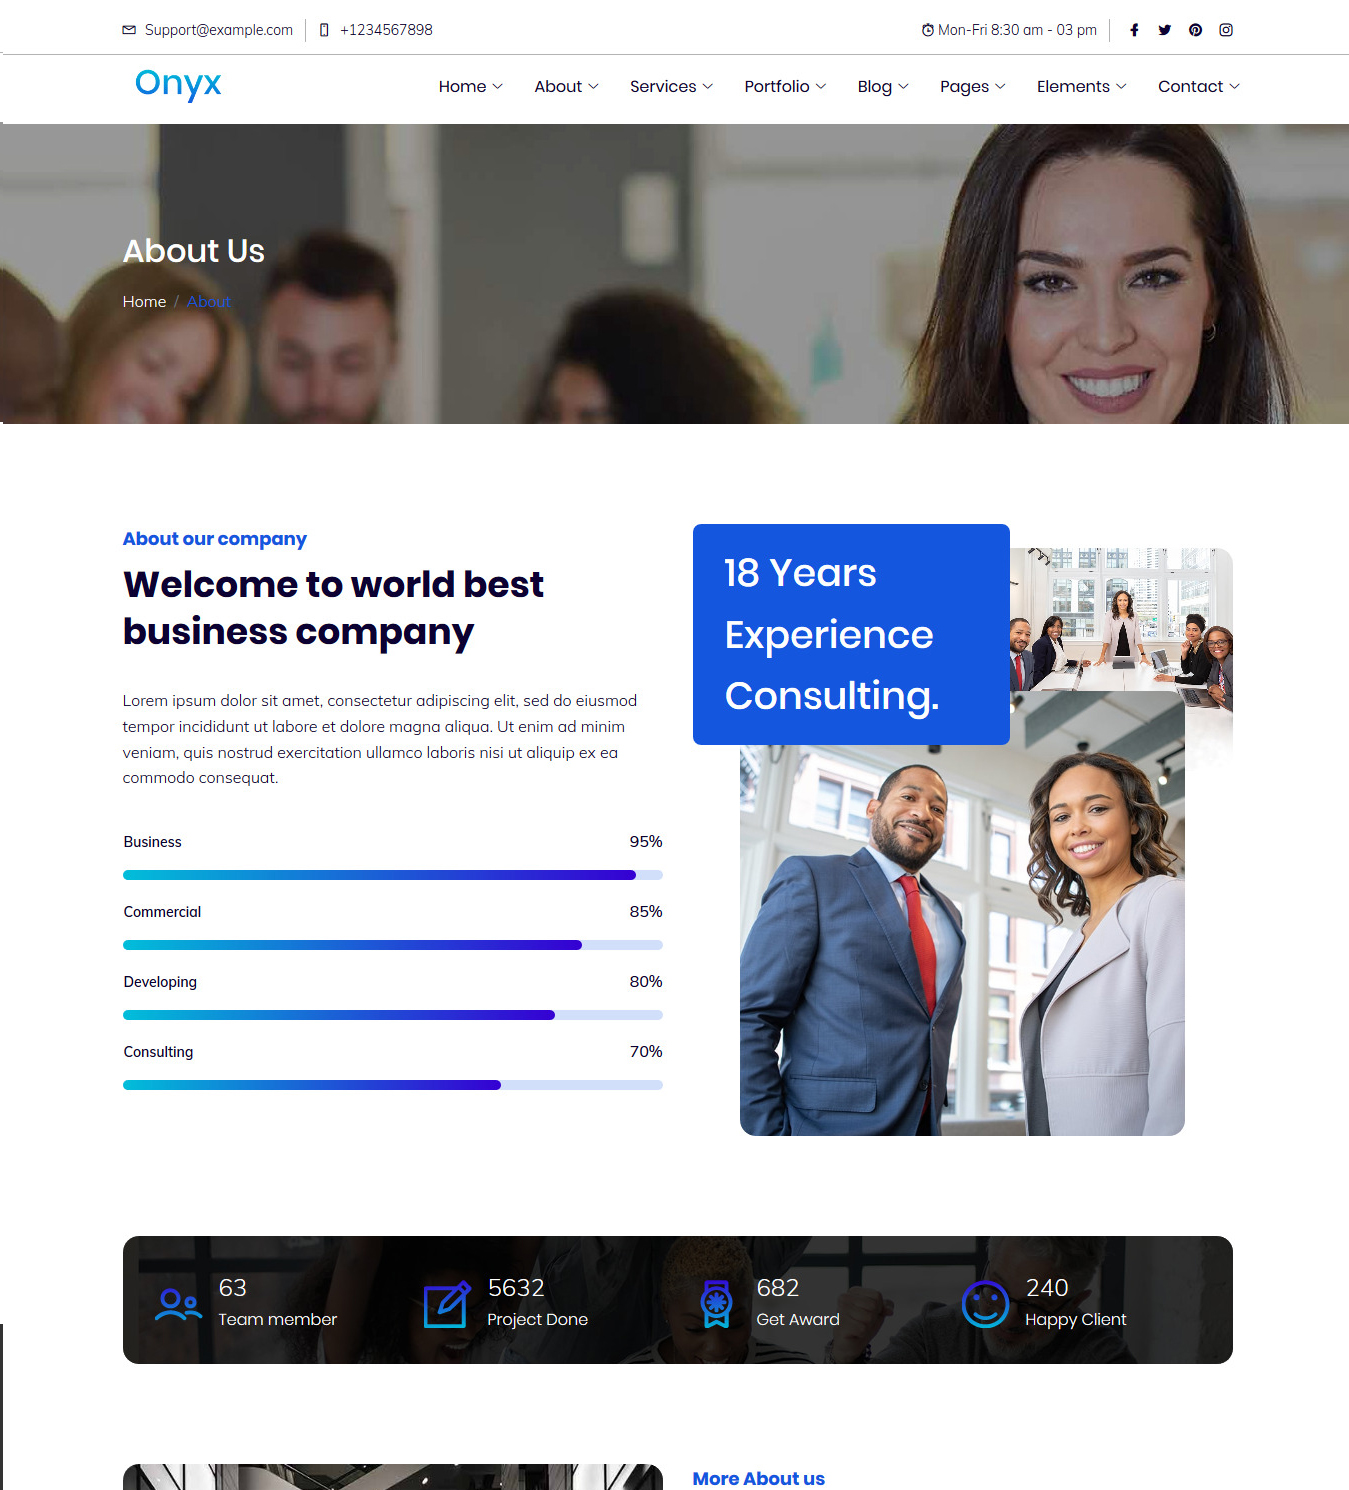 Support@example.com
+1234567898
Mon-Fri 8:30 am - 03 pm
Onyx
Home
About
Services
Portfolio
Blog
Pages
Elements
Contact
About Us
Home / About
About our company
Welcome to world best
business company
Lorem ipsum dolor sit amet, consectetur adipiscing elit, sed do eiusmod
tempor incididunt ut labore et dolore magna aliqua. Ut enim ad minim
veniam, quis nostrud exercitation ullamco laboris nisi ut aliquip ex ea
commodo consequat.
Business 95%
Commercial 85%
Developing 80%
Consulting 70%
18 Years
Experience
Consulting.
63
Team member
5632
Project Done
682
Get Award
240
Happy Client
More About us